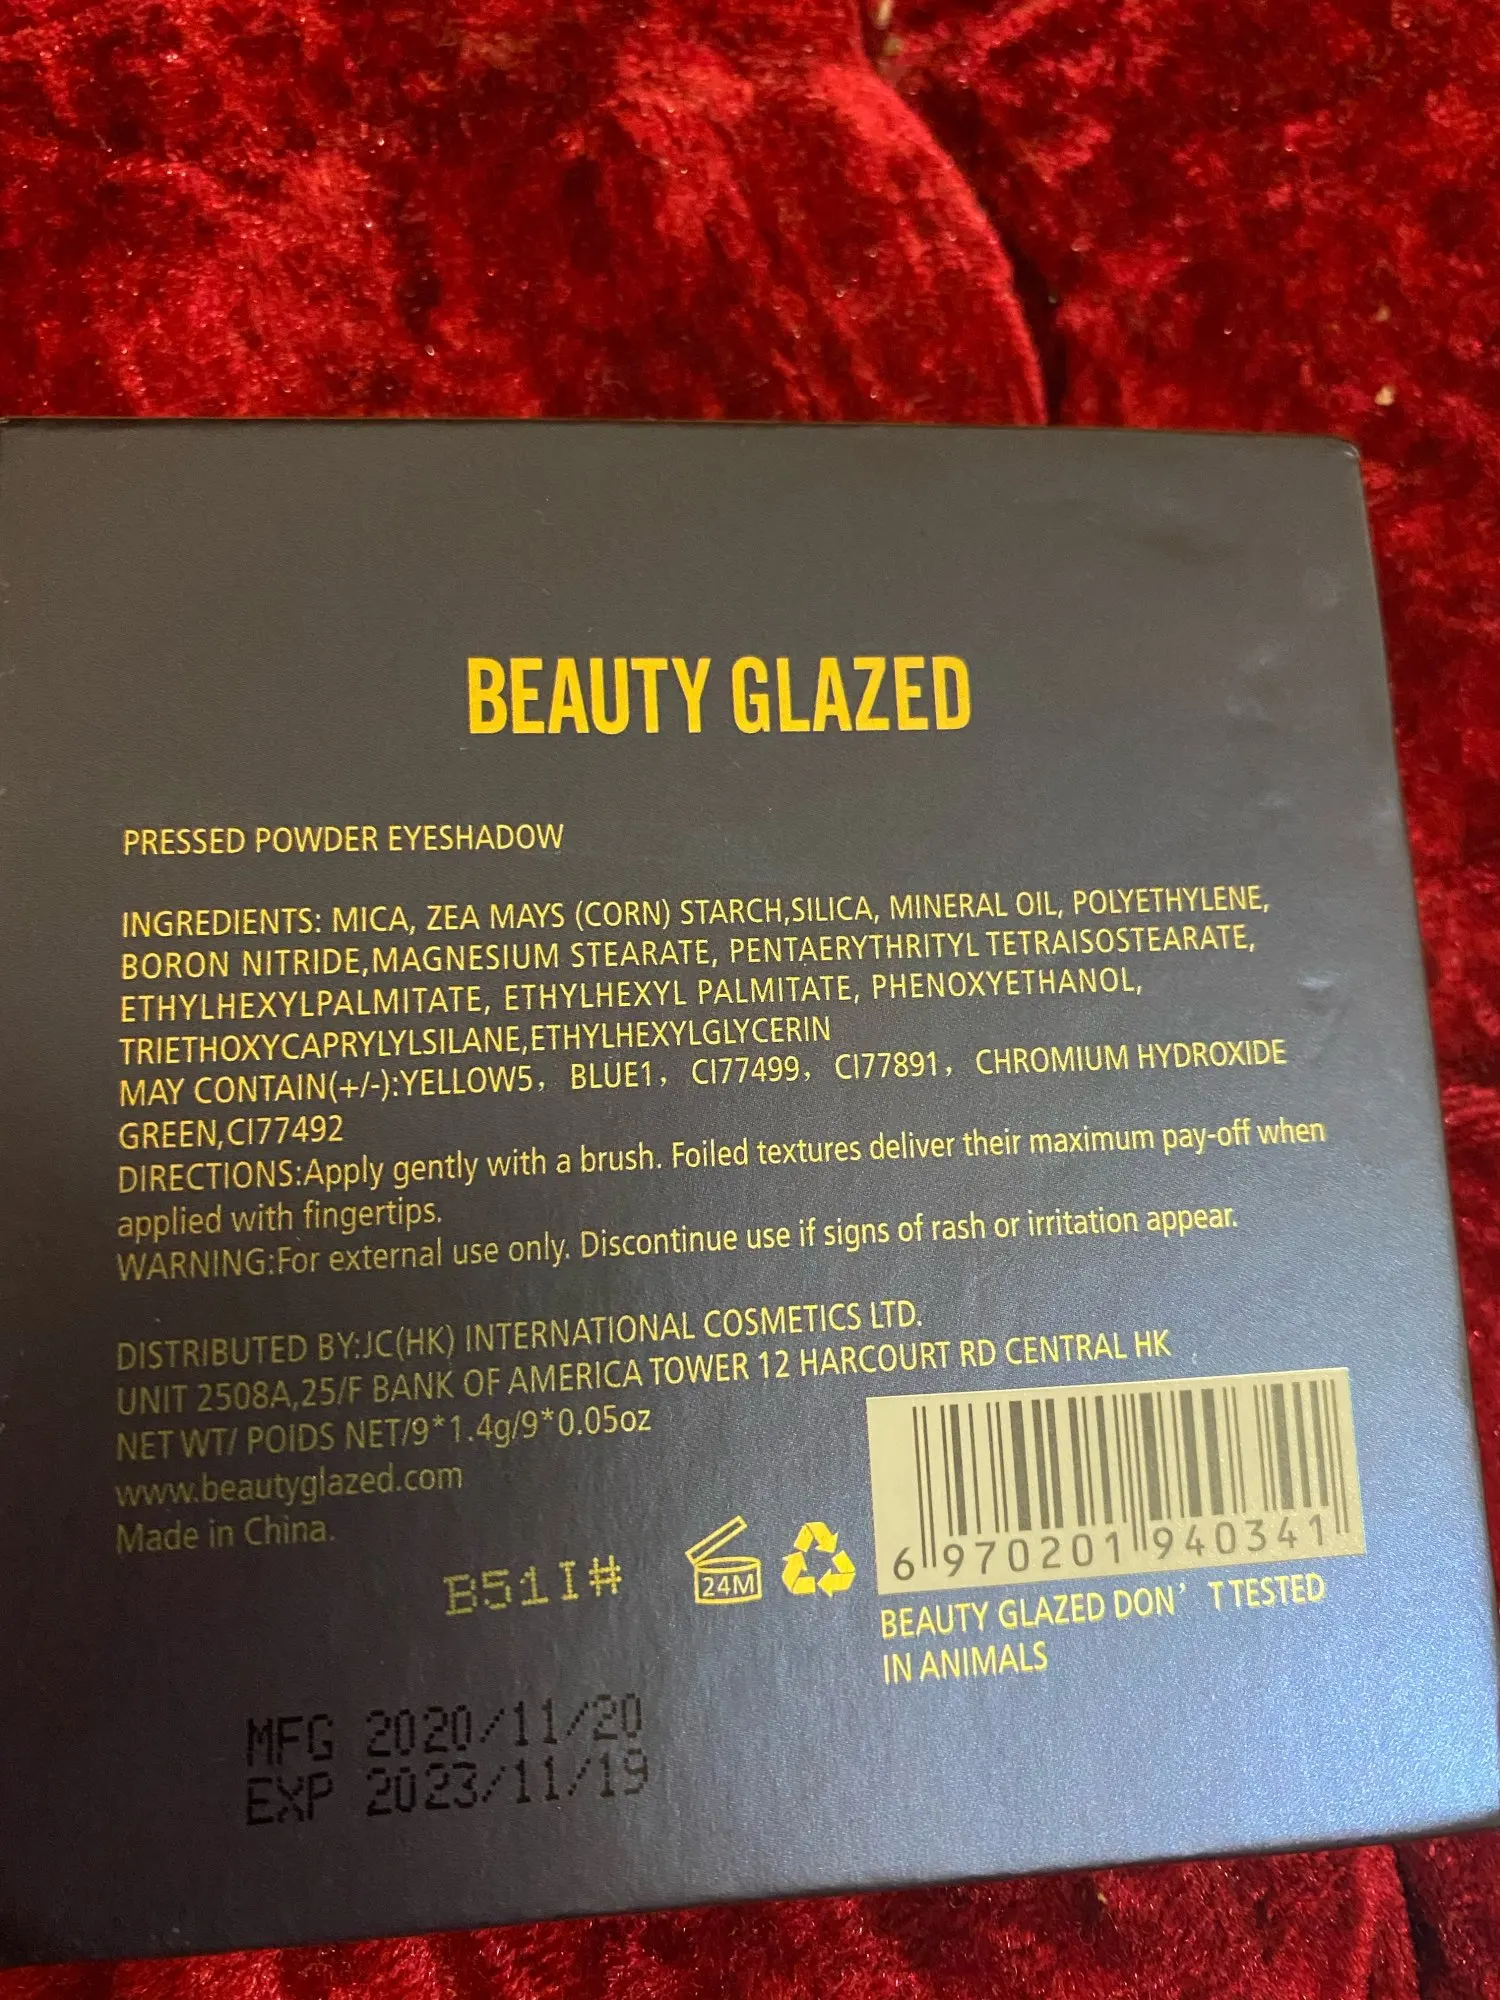 BEAUTY GLAZED
PRESSED POWDER EYESHADOW
INGREDIENTS: MICA, ZEA MAYS (CORN) STARCH,SILICA, MINERAL OIL, POLYETHYLENE,
BORON NITRIDE,MAGNESIUM STEARATE, PENTAERYTHRITYL TETRAISOSTEARATE,
ETHYLHEXYLPALMITATE, ETHYLHEXYL PALMITATE, PHENOXYETHANOL,
TRIETHOXYCAPRYLYLSILANE,ETHYLHEXYLGLYCERIN
MAY CONTAIN(+/-):YELLOW5, BLUE1, CI77499, CI77891, CHROMIUM HYDROXIDE
GREEN,CI77492
DIRECTIONS:Apply gently with a brush. Foiled textures deliver their maximum pay-off when
applied with fingertips.
WARNING:For external use only. Discontinue use if signs of rash or irritation appear.
DISTRIBUTED BY:JC(HK) INTERNATIONAL COSMETICS LTD.
UNIT 2508A,25/F BANK OF AMERICA TOWER 12 HARCOURT RD CENTRAL HK
NET WT/ POIDS NET/9*1.4g/9*0.05oz
www.beautyglazed.com
Made in China.
B51I#
24M
6 970201 940341
BEAUTY GLAZED DON' T TESTED
IN ANIMALS
MFG 2020/11/20
EXP 2023/11/19